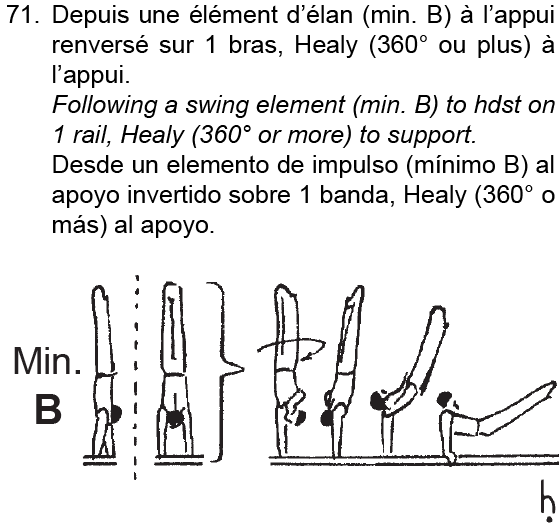 71. Depuis une élément d'élan (min. B) à l'appui
renversé sur 1 bras, Healy (360° ou plus) à
l'appui.
Following a swing element (min. B) to hdst on
1 rail, Healy (360° or more) to support.
Desde un elemento de impulso (mínimo B) al
apoyo invertido sobre 1 banda, Healy (360° o
más) al apoyo.
Min.
B